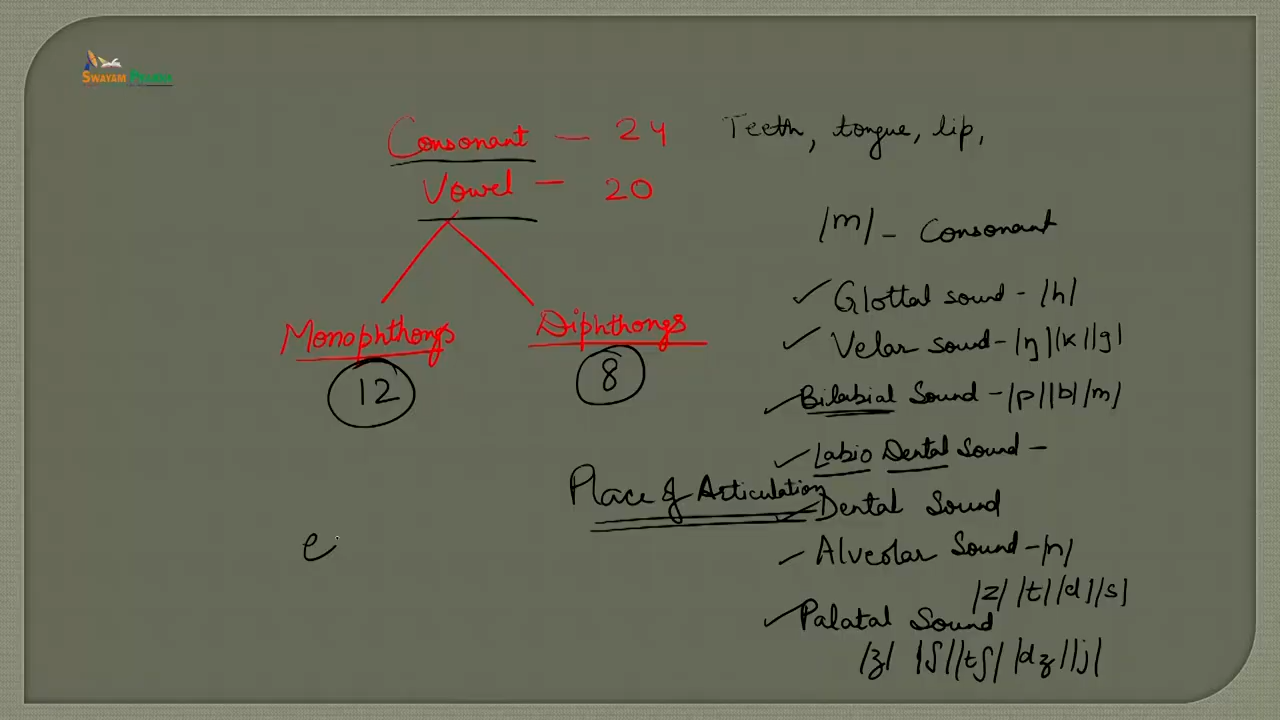 SWAYAM PRABHA
Consonant — 24
Teeth, tongue, lip,
Vowel — 20
/m/ - Consonant
Glottal sound - /h/
Monophthongs
Diphthongs
Velar sound - /ŋ/ /k/ /g/
12
8
Bilabial Sound - /p/ /b/ /m/
Labio Dental Sound -
Place of Articulation
Dental Sound
e
Alveolar Sound - /n/
/z/ /t/ /d/ /s/
Palatal Sound
/ʒ/ /ʃ/ /tʃ/ /dʒ/ /j/